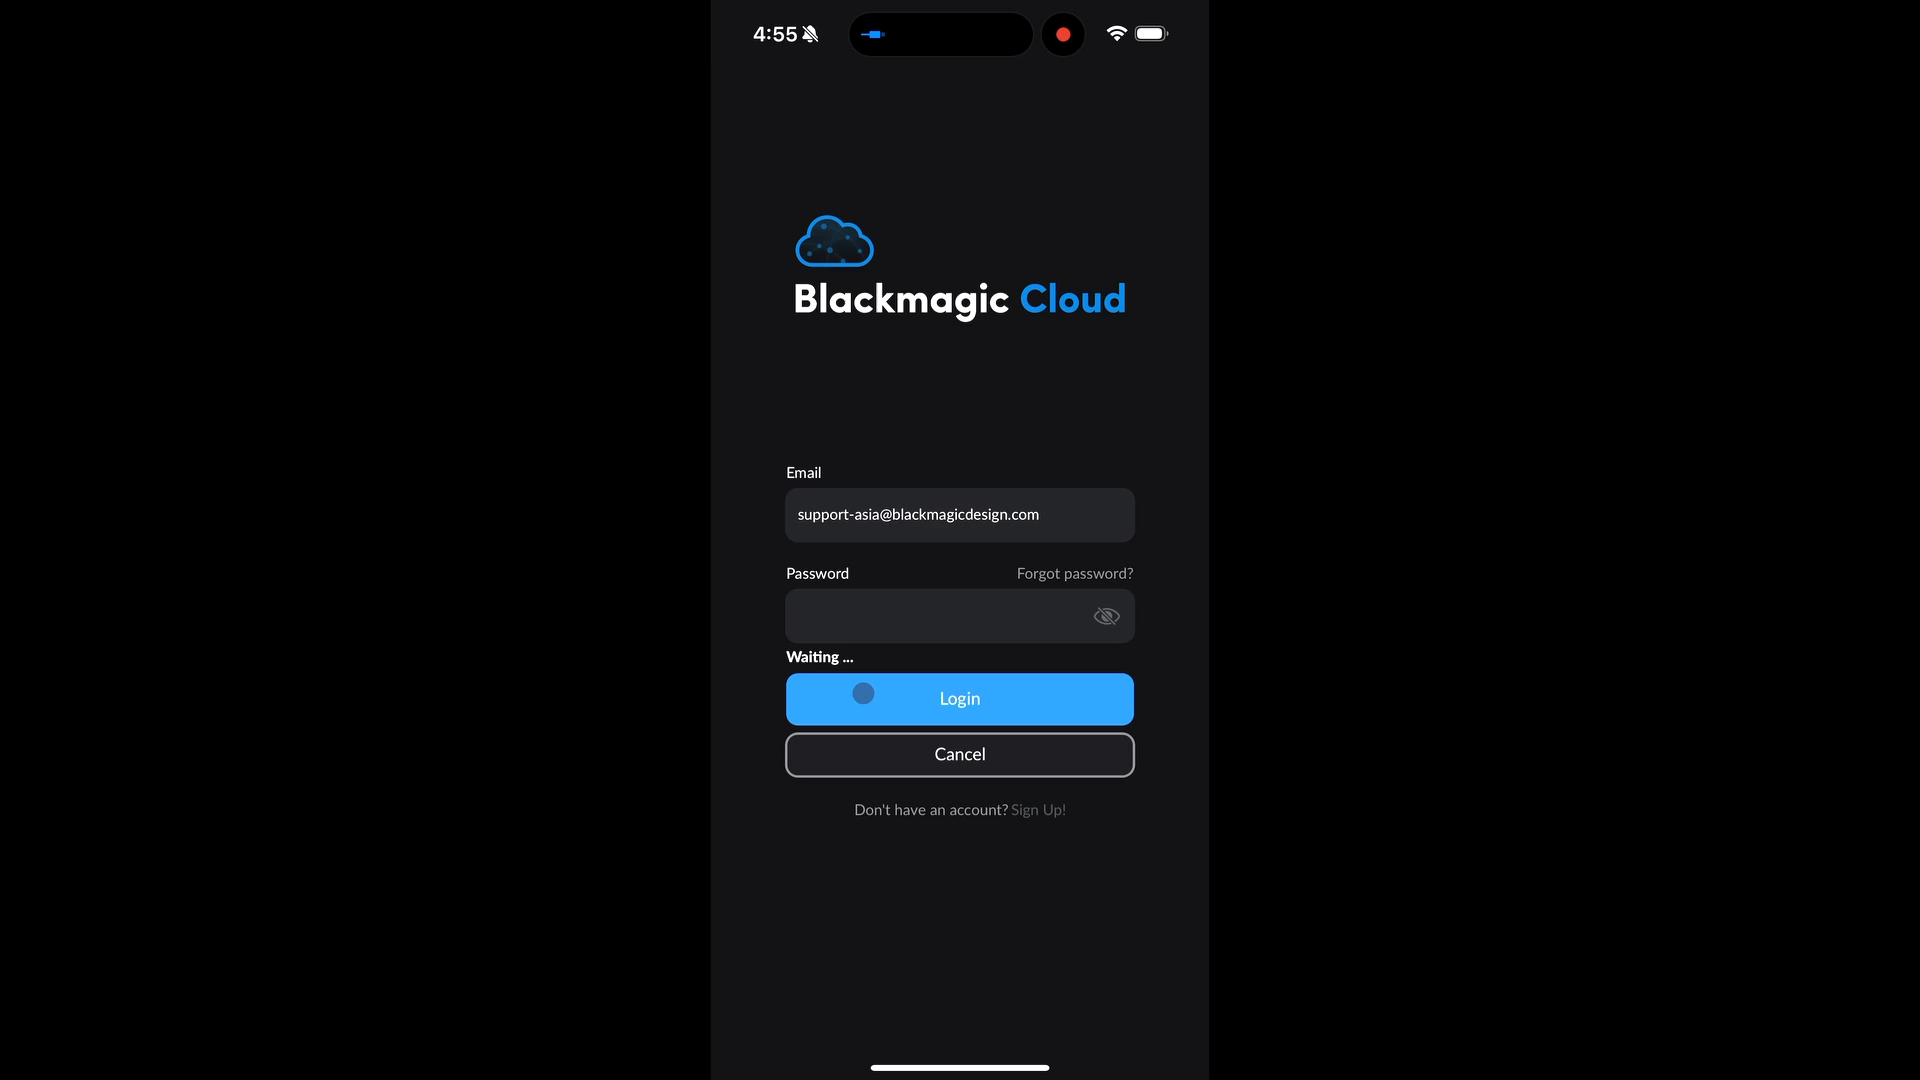 4:55
Blackmagic Cloud
Email
support-asia@blackmagicdesign.com
Password Forgot password?
Waiting ...
Login
Cancel
Don't have an account? Sign Up!